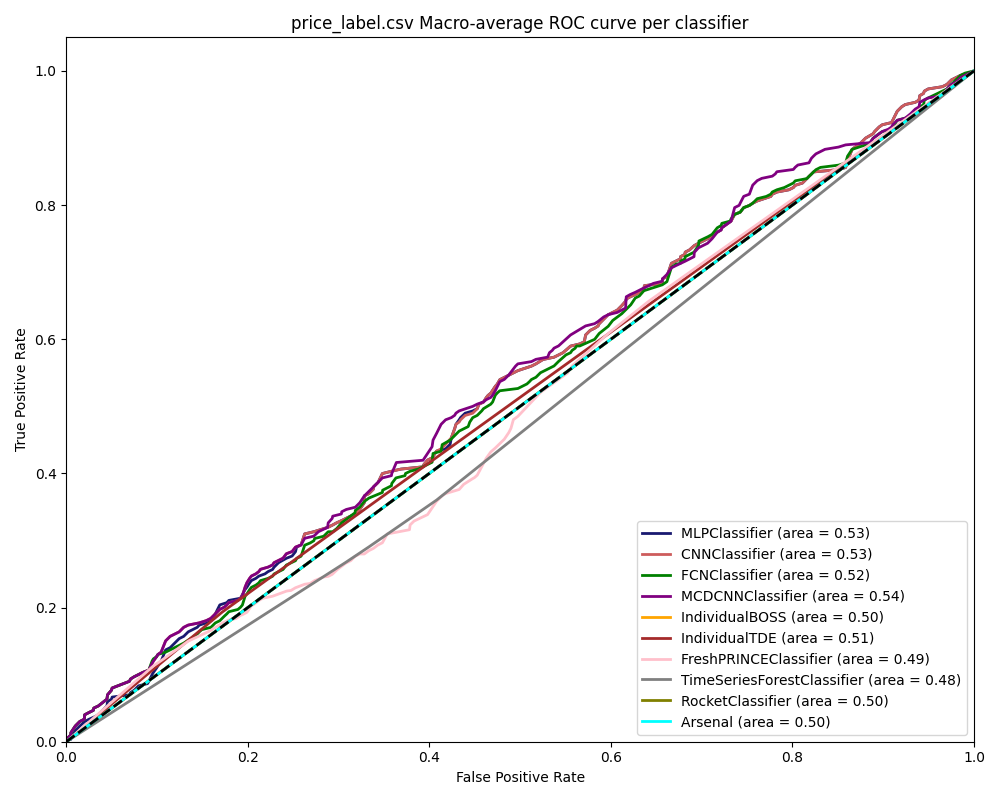 price_label.csv Macro-average ROC curve per classifier
1.0
0.8
0.6
0.4
0.2
0.0
True Positive Rate
0.0 0.2 0.4 0.6 0.8 1.0
False Positive Rate
MLPClassifier (area = 0.53)
CNNClassifier (area = 0.53)
FCNClassifier (area = 0.52)
MCDCNNClassifier (area = 0.54)
IndividualBOSS (area = 0.50)
IndividualTDE (area = 0.51)
FreshPRINCEClassifier (area = 0.49)
TimeSeriesForestClassifier (area = 0.48)
RocketClassifier (area = 0.50)
Arsenal (area = 0.50)